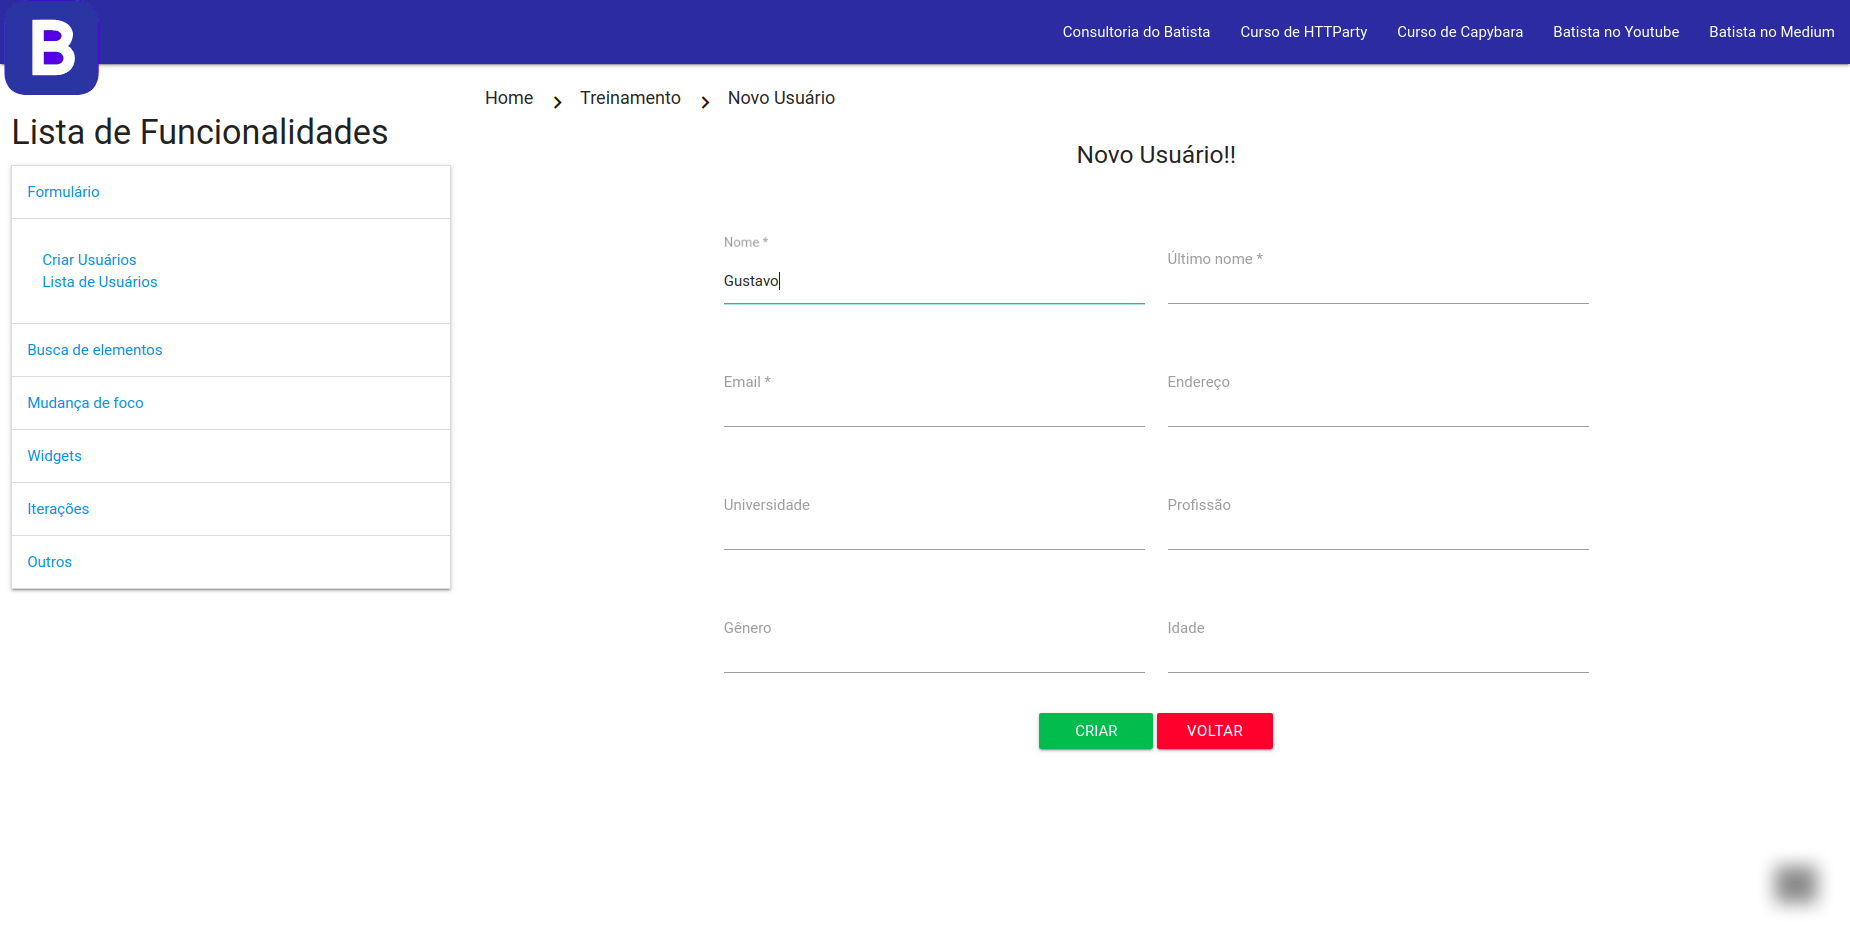 B
Consultoria do Batista
Curso de HTTParty
Curso de Capybara
Batista no Youtube
Batista no Medium
Home
Treinamento
Novo Usuário
Lista de Funcionalidades
Formulário
Criar Usuários
Lista de Usuários
Busca de elementos
Mudança de foco
Widgets
Iterações
Outros
Novo Usuário!!
Nome *
Gustavo
Último nome *
Email *
Endereço
Universidade
Profissão
Gênero
Idade
CRIAR
VOLTAR